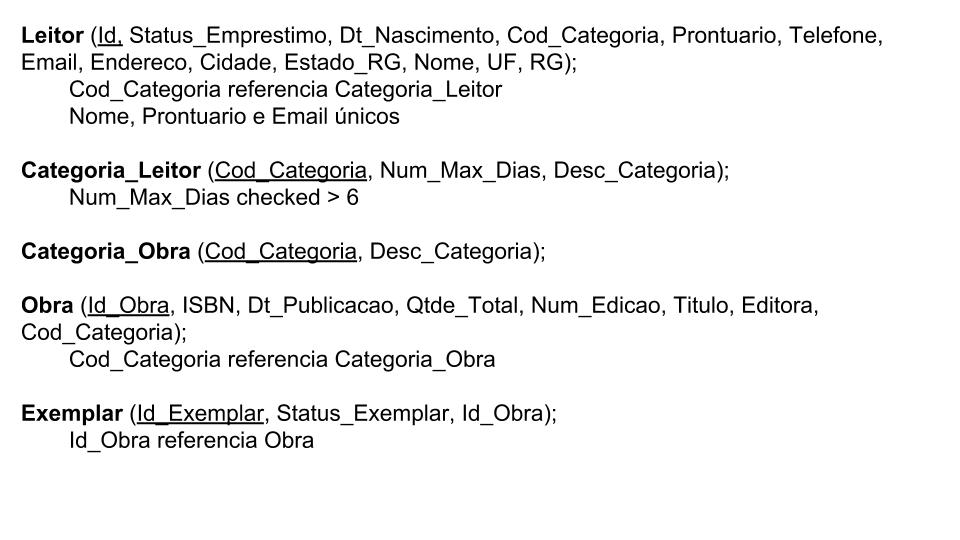 Leitor (Id, Status_Emprestimo, Dt_Nascimento, Cod_Categoria, Prontuario, Telefone,
Email, Endereco, Cidade, Estado_RG, Nome, UF, RG);
Cod_Categoria referencia Categoria_Leitor
Nome, Prontuario e Email únicos
Categoria_Leitor (Cod_Categoria, Num_Max_Dias, Desc_Categoria);
Num_Max_Dias checked > 6
Categoria_Obra (Cod_Categoria, Desc_Categoria);
Obra (Id_Obra, ISBN, Dt_Publicacao, Qtde_Total, Num_Edicao, Titulo, Editora,
Cod_Categoria);
Cod_Categoria referencia Categoria_Obra
Exemplar (Id_Exemplar, Status_Exemplar, Id_Obra);
Id_Obra referencia Obra